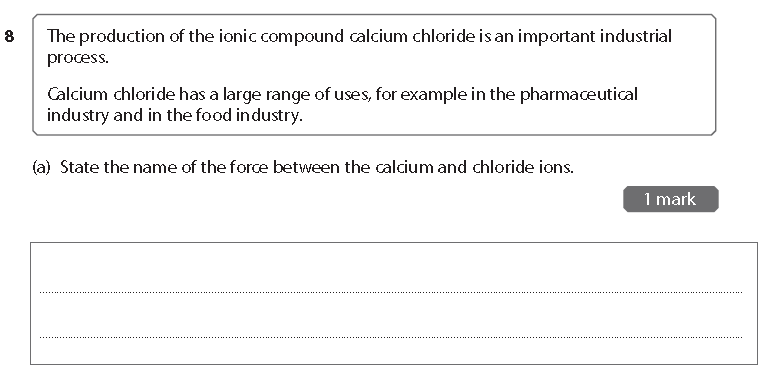 8
The production of the ionic compound calcium chloride is an important industrial
process.
Calcium chloride has a large range of uses, for example in the pharmaceutical
industry and in the food industry.
(a) State the name of the force between the calcium and chloride ions.
1 mark